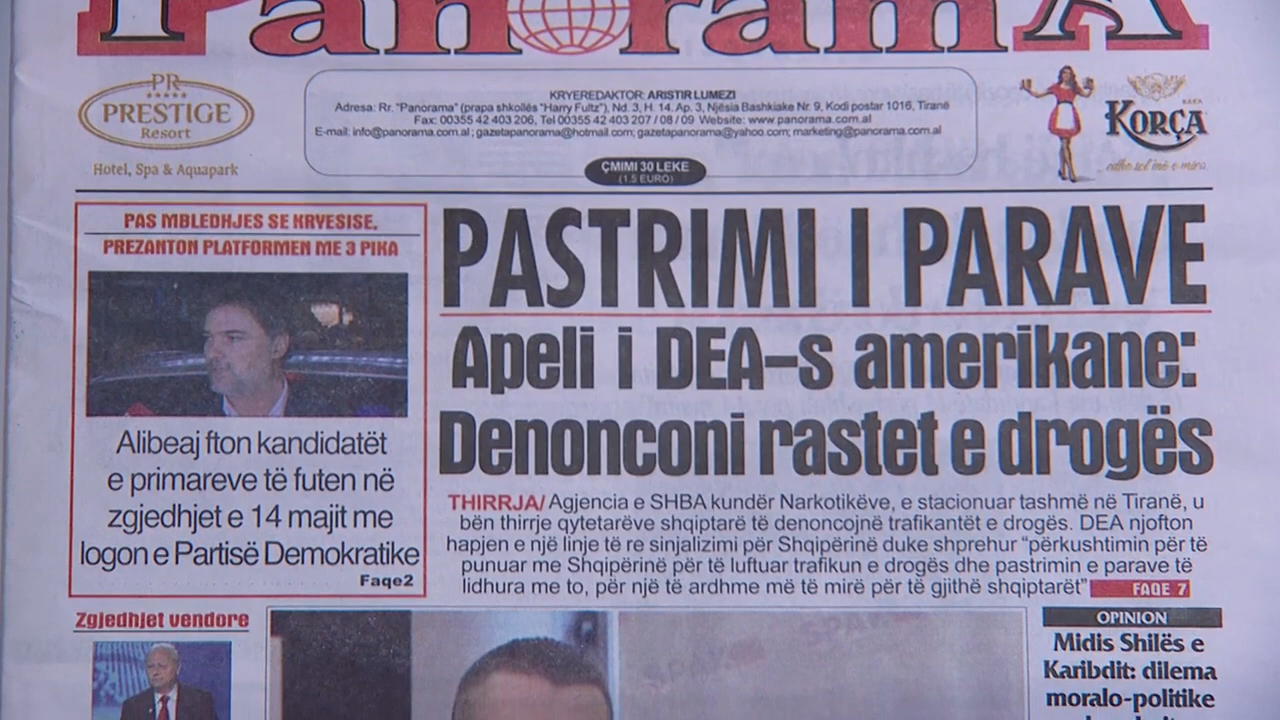 PanoramA
PR
PRESTIGE
Resort
Hotel, Spa & Aquapark
KRYEREDAKTOR: ARISTIR LUMEZI
Adresa: Rr. "Panorama" (prapa shkollës "Harry Fultz"), Nd. 3, H. 14, Ap. 3, Njësia Bashkiake Nr. 9, Kodi postar 1016, Tiranë
Fax: 00355 42 403 206, Tel 00355 42 403 207 / 08 / 09 Website: www.panorama.com.al
E-mail: info@panorama.com.al ; gazetapanorama@hotmail.com; gazetapanorama@yahoo.com; marketing@panorama.com.al
ÇMIMI 30 LEKE
(1.5 EURO)
BIRRA
KORÇA
PAS MBLEDHJES SE KRYESISE,
PREZANTON PLATFORMEN ME 3 PIKA
Alibeaj fton kandidatët
e primareve të futen në
zgjedhjet e 14 majit me
logon e Partisë Demokratike
Faqe2
PASTRIMI I PARAVE
Apeli i DEA-s amerikane:
Denonconi rastet e drogës
THIRRJA/ Agjencia e SHBA kundër Narkotikëve, e stacionuar tashmë në Tiranë, u
bën thirrje qytetarëve shqiptarë të denoncojnë trafikantët e drogës. DEA njofton
hapjen e një linje të re sinjalizimi për Shqipërinë duke shprehur "përkushtimin për të
punuar me Shqipërinë për të luftuar trafikun e drogës dhe pastrimin e parave të
lidhura me to, për një të ardhme më të mirë për të gjithë shqiptarët"
FAQE 7
Zgjedhjet vendore
OPINION
Midis Shilës e
Karibdit: dilema
moralo-politike